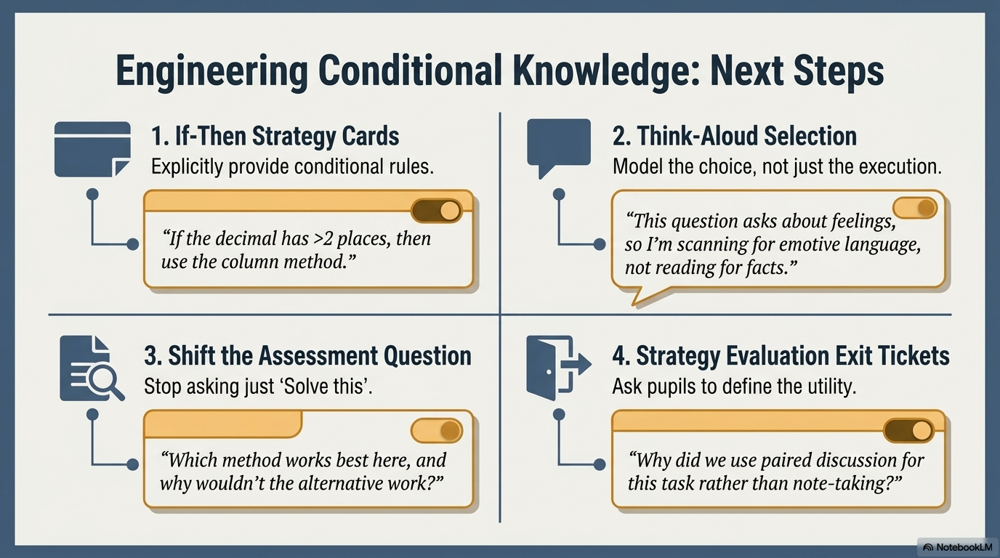 Engineering Conditional Knowledge: Next Steps
1. If-Then Strategy Cards
Explicitly provide conditional rules.
“If the decimal has >2 places, then
use the column method.”
2. Think-Aloud Selection
Model the choice, not just the execution.
“This question asks about feelings,
so I’m scanning for emotive language,
not reading for facts.”
3. Shift the Assessment Question
Stop asking just ‘Solve this’.
“Which method works best here, and
why wouldn’t the alternative work?”
4. Strategy Evaluation Exit Tickets
Ask pupils to define the utility.
“Why did we use paired discussion for
this task rather than note-taking?”
NotebookLM